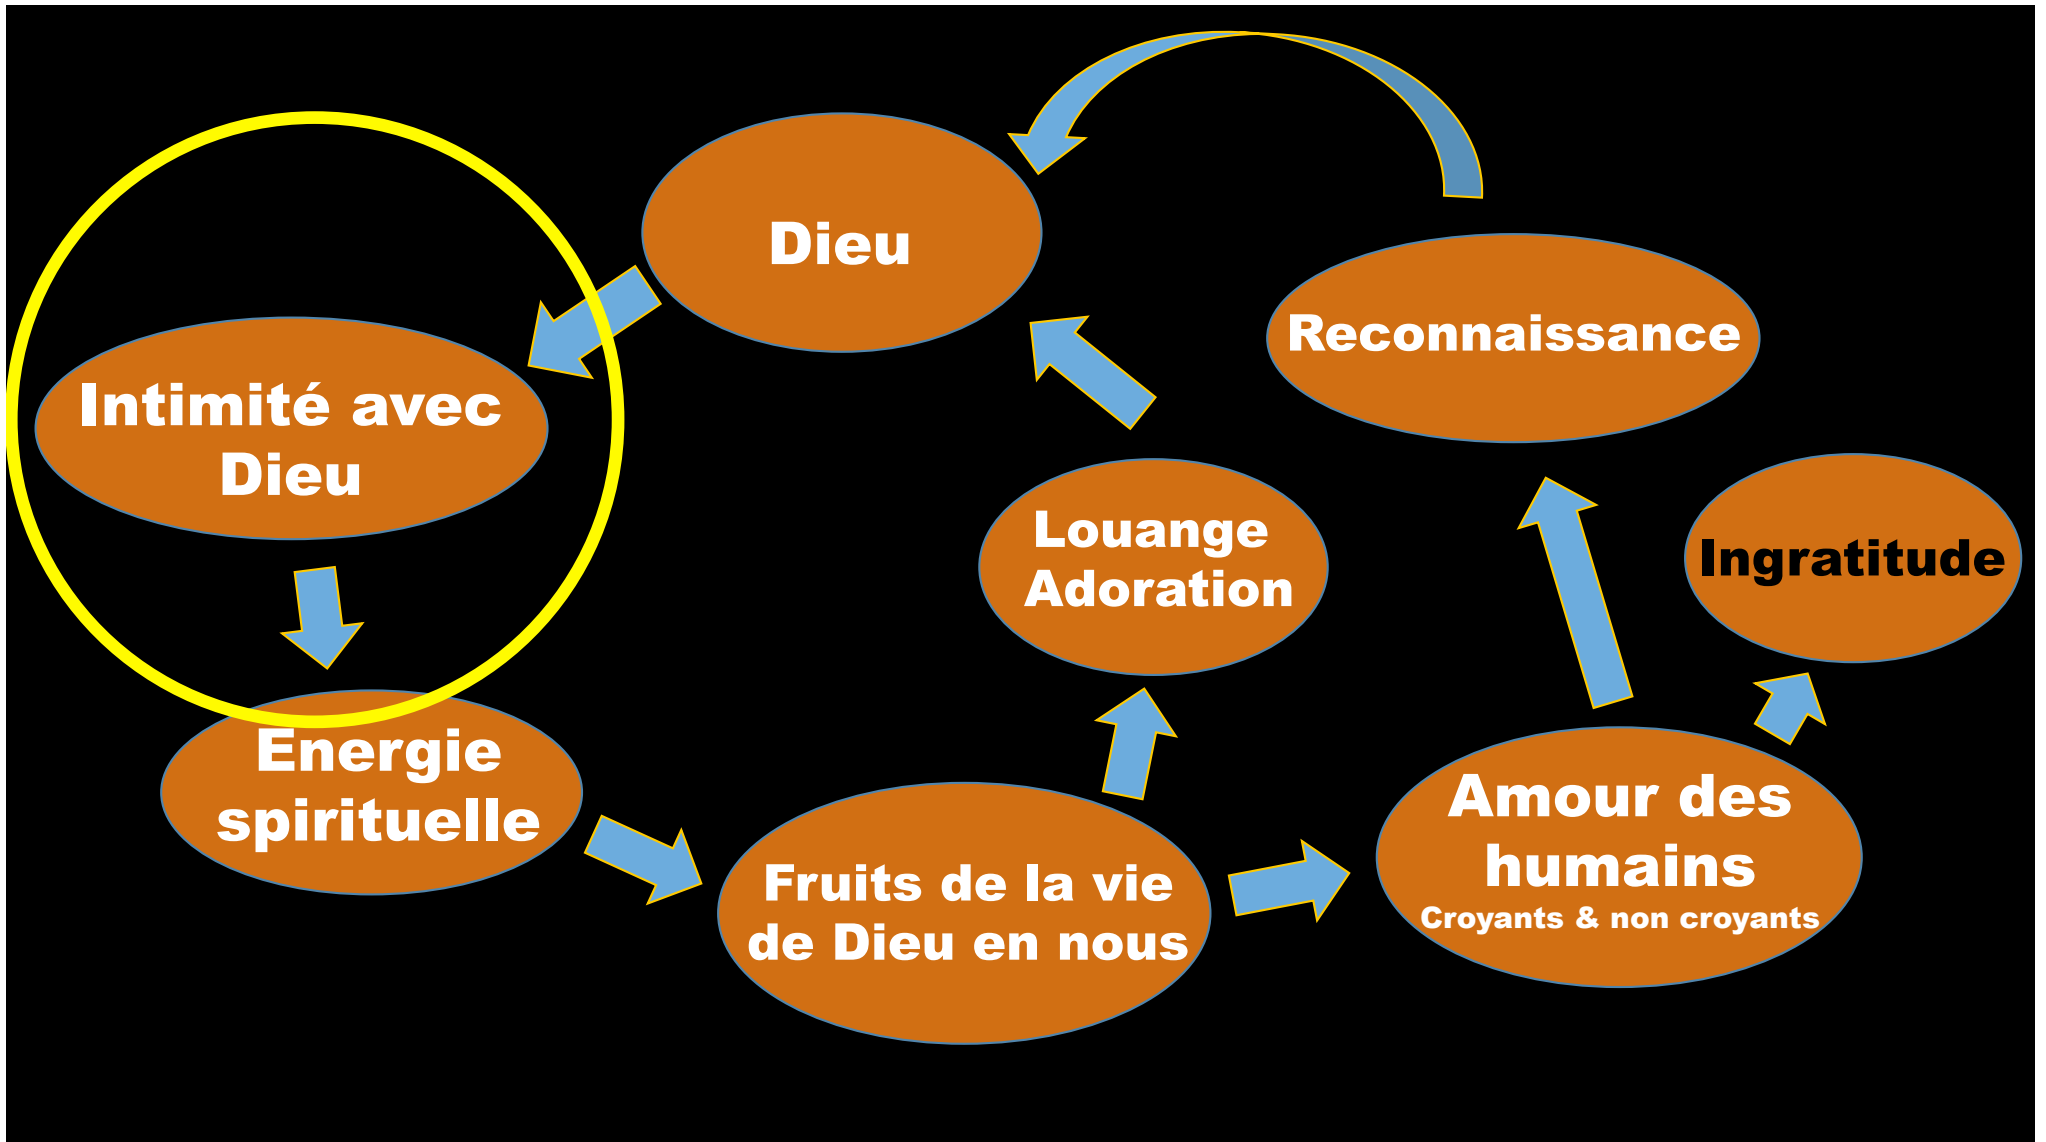 Dieu
Reconnaissance
Intimité avec
Dieu
Louange
Adoration
Ingratitude
Energie
spirituelle
Fruits de la vie
de Dieu en nous
Amour des
humains
Croyants & non croyants